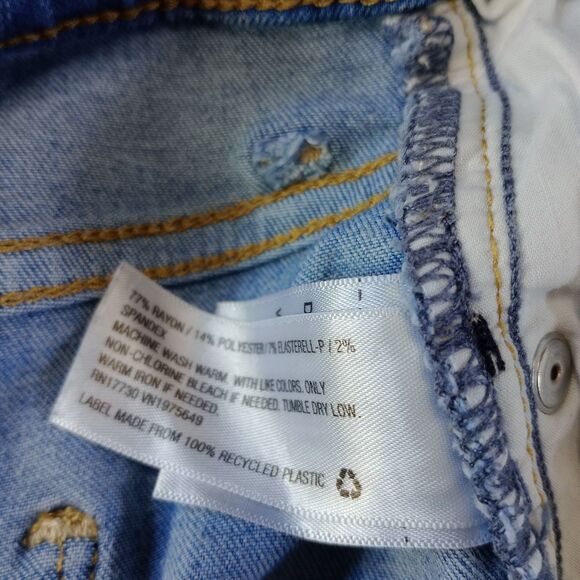 77% RAYON / 14% POLYESTER / 7% ELASTERELL-P / 2%
SPANDEX
MACHINE WASH WARM. WITH LIKE COLORS. ONLY
NON-CHLORINE BLEACH IF NEEDED. TUMBLE DRY LOW.
WARM. IRON IF NEEDED.
RN17730 VN1975649
LABEL MADE FROM 100% RECYCLED PLASTIC